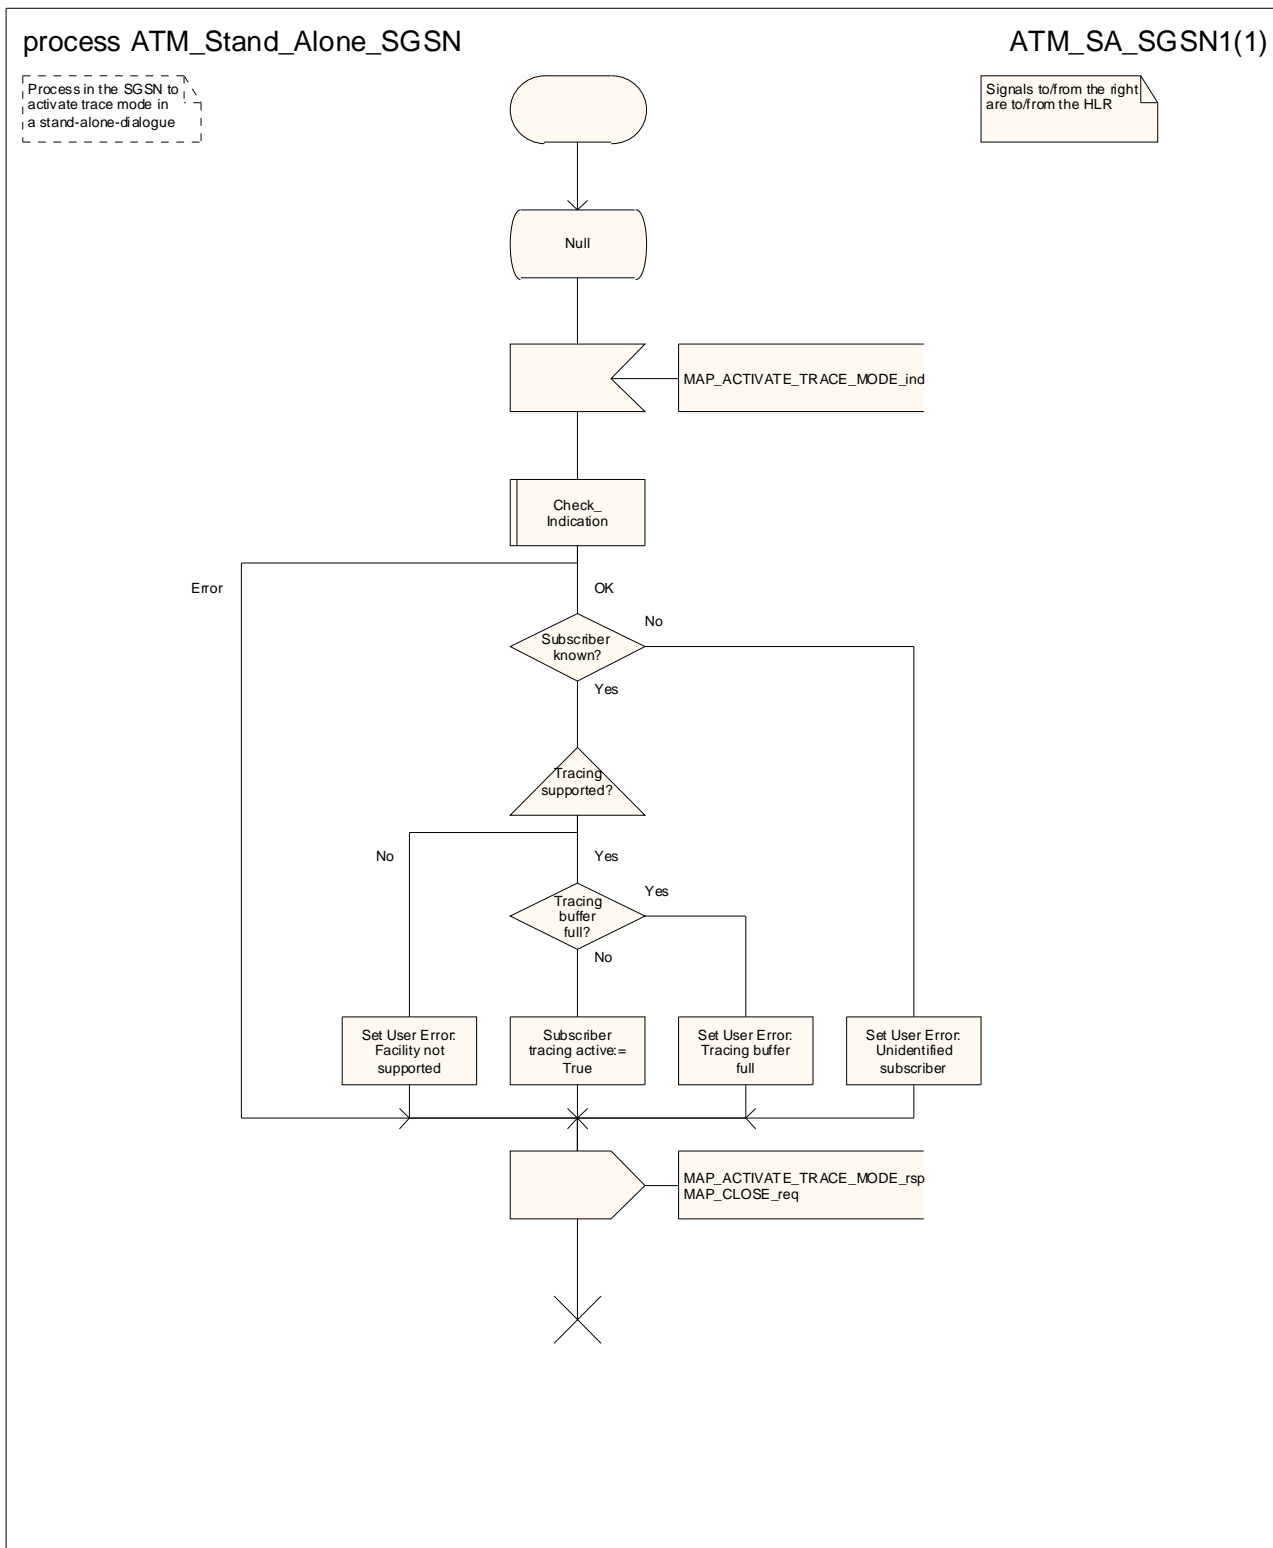 process ATM_Stand_Alone_SGSN
ATM_SA_SGSN1(1)
Process in the SGSN to
activate trace mode in
a stand-alone-dialogue
Signals to/from the right
are to/from the HLR
Null
MAP_ACTIVATE_TRACE_MODE_ind
Check_
Indication
Error
OK
Subscriber
known?
No
Yes
Tracing
supported?
No
Yes
Tracing
buffer
full?
Yes
No
Set User Error:
Facility not
supported
Subscriber
tracing active:=
True
Set User Error:
Tracing buffer
full
Set User Error:
Unidentified
subscriber
MAP_ACTIVATE_TRACE_MODE_rsp
MAP_CLOSE_req